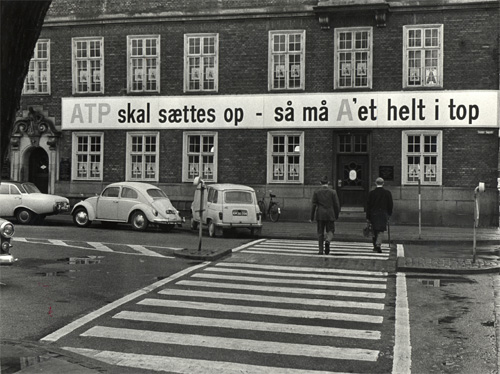 ATP skal sættes op - så må A'et helt i top